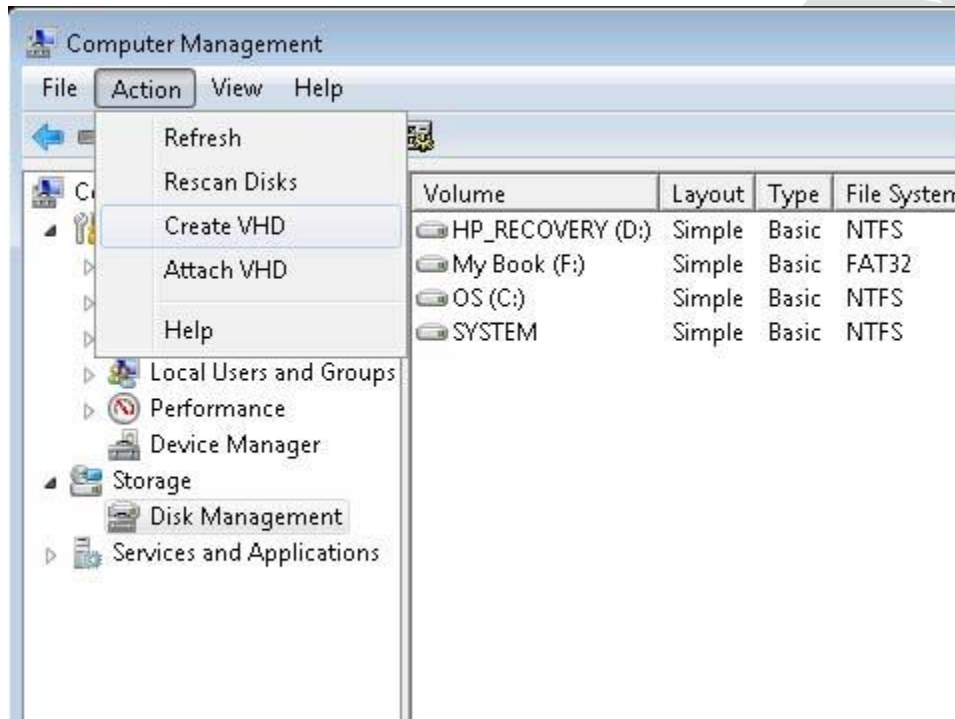 Computer Management
File Action View Help
Refresh
Rescan Disks
Create VHD
Attach VHD
Help
Local Users and Groups
Performance
Device Manager
Storage
Disk Management
Services and Applications
Volume Layout Type File System
HP_RECOVERY (D:) Simple Basic NTFS
My Book (F:) Simple Basic FAT32
OS (C:) Simple Basic NTFS
SYSTEM Simple Basic NTFS